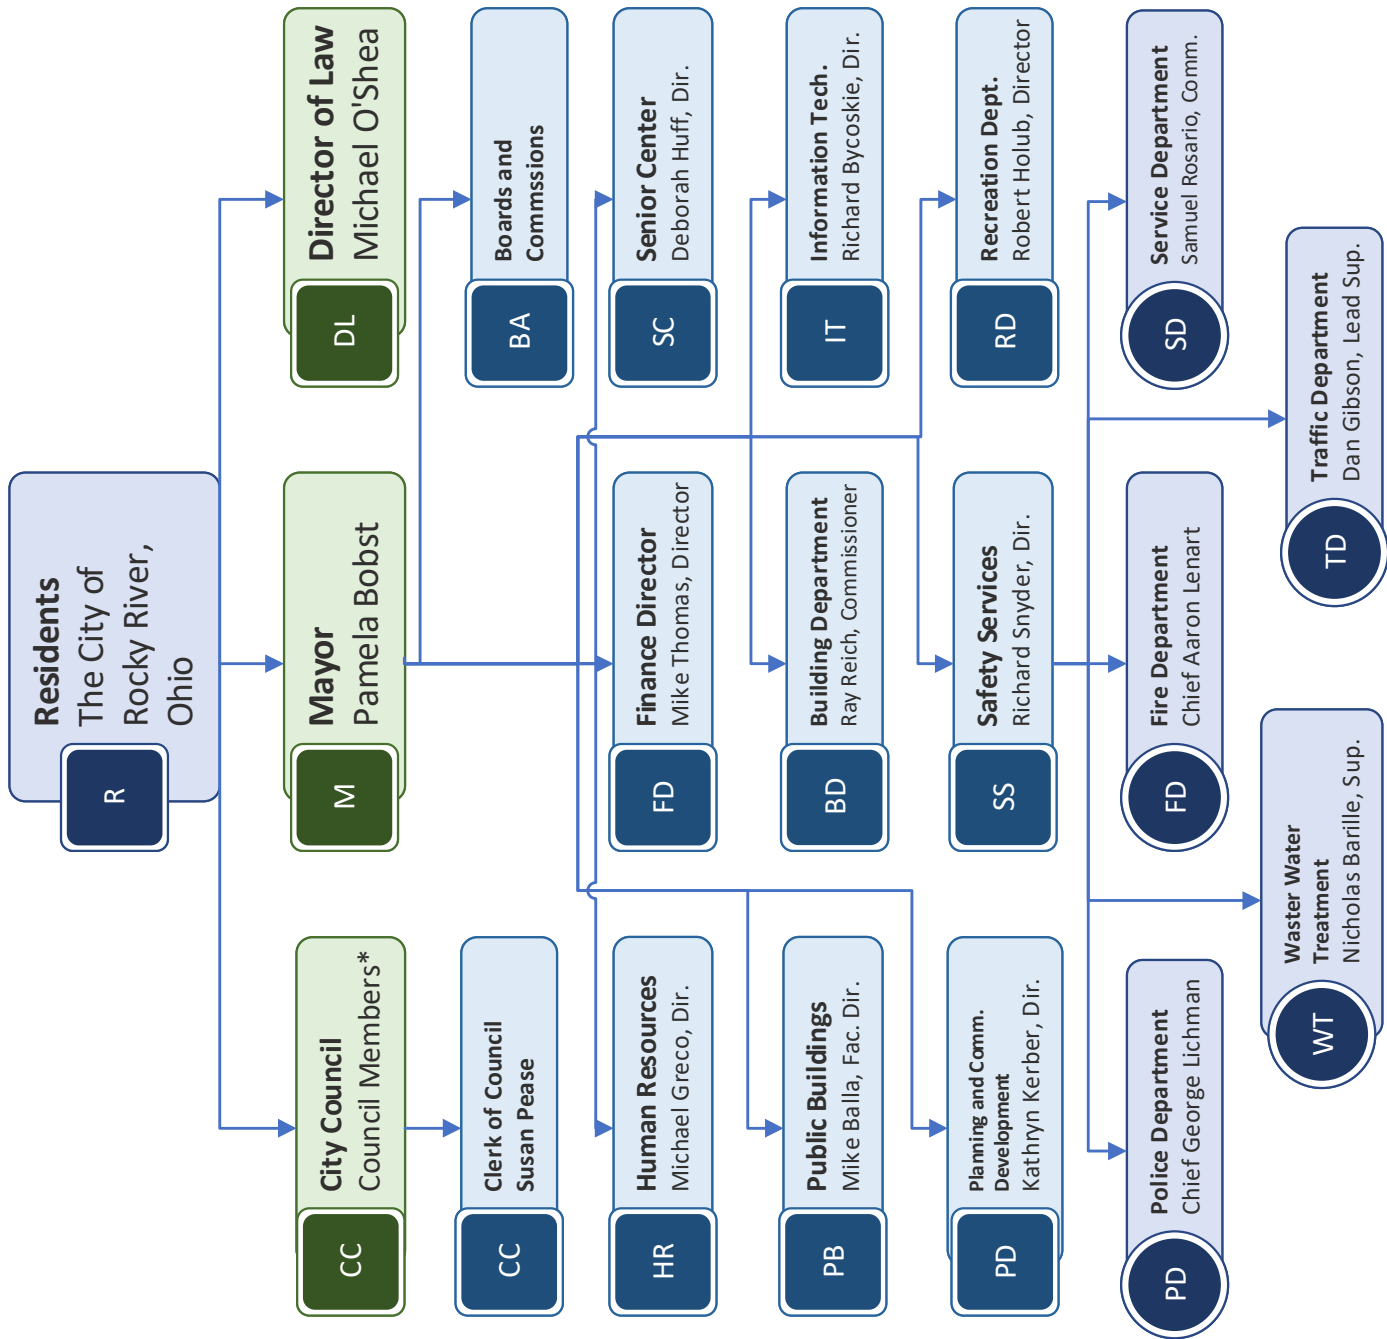 R
Residents
The City of
Rocky River,
Ohio
CC
City Council
Council Members*
M
Mayor
Pamela Bobst
DL
Director of Law
Michael O'Shea
CC
Clerk of Council
Susan Pease
BA
Boards and
Commssions
HR
Human Resources
Michael Greco, Dir.
FD
Finance Director
Mike Thomas, Director
SC
Senior Center
Deborah Huff, Dir.
PB
Public Buildings
Mike Balla, Fac. Dir.
BD
Building Department
Ray Reich, Commissioner
IT
Information Tech.
Richard Bycoskie, Dir.
PD
Planning and Comm.
Development
Kathryn Kerber, Dir.
SS
Safety Services
Richard Snyder, Dir.
RD
Recreation Dept.
Robert Holub, Director
PD
Police Department
Chief George Lichman
FD
Fire Department
Chief Aaron Lenart
SD
Service Department
Samuel Rosario, Comm.
WT
Waster Water
Treatment
Nicholas Barille, Sup.
TD
Traffic Department
Dan Gibson, Lead Sup.